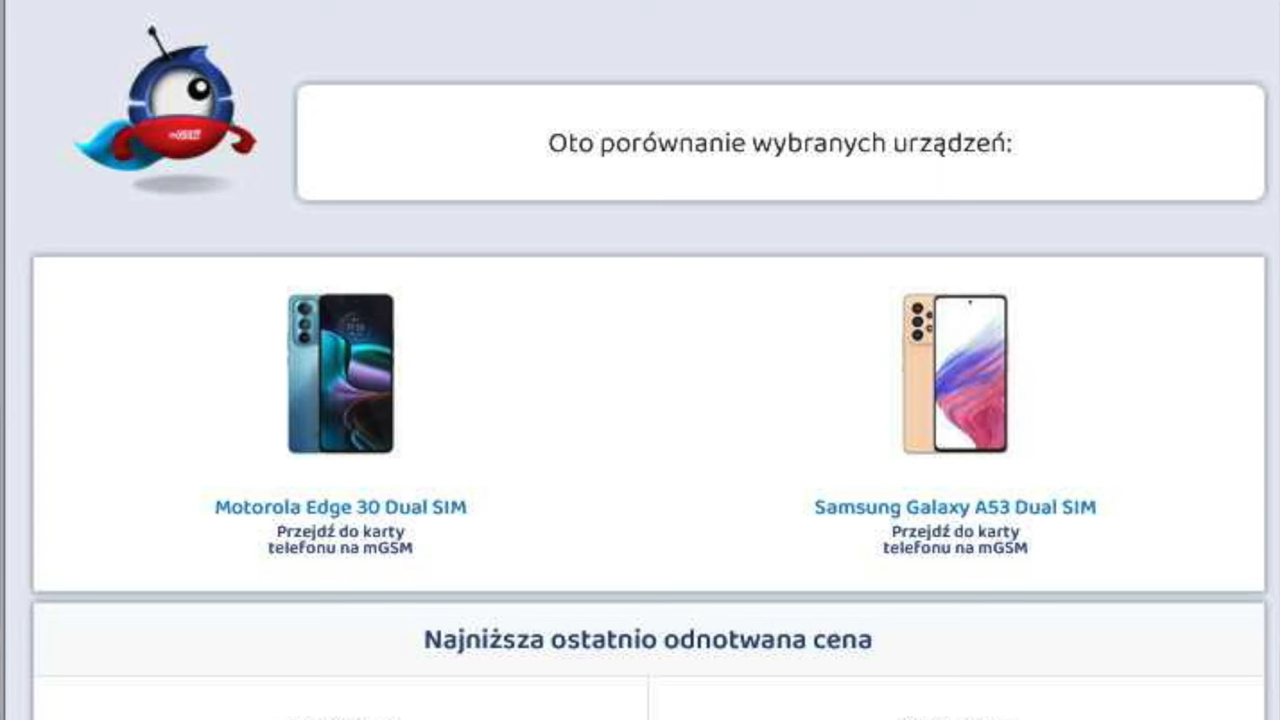 Oto porównanie wybranych urządzeń:
Motorola Edge 30 Dual SIM
Przejdź do karty
telefonu na mGSM
Samsung Galaxy A53 Dual SIM
Przejdź do karty
telefonu na mGSM
Najniższa ostatnio odnotwana cena